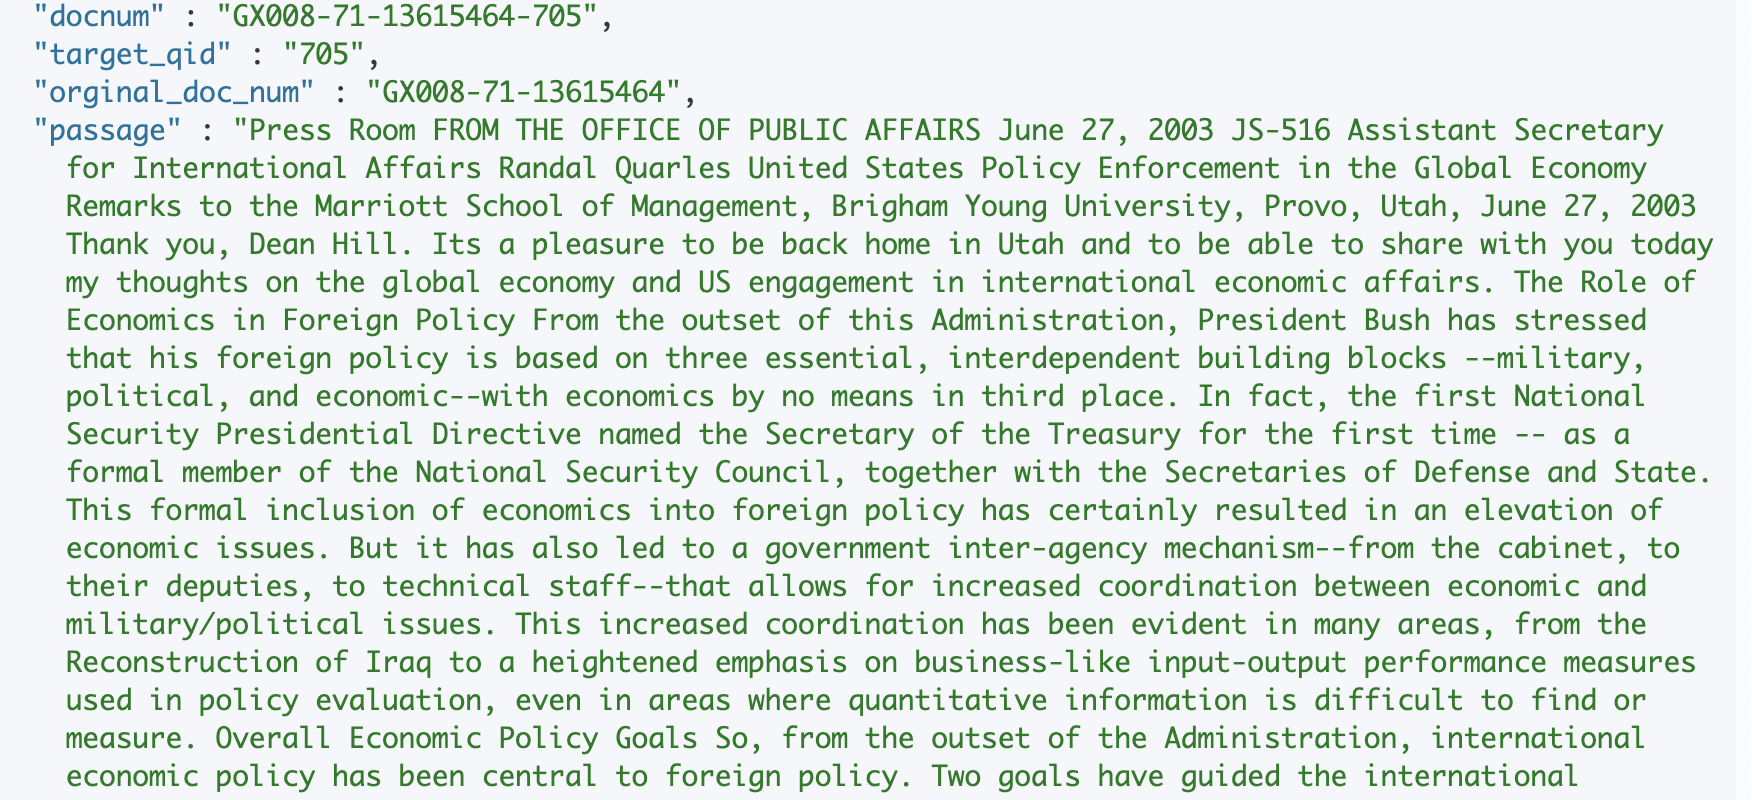 "docnum" : "GX008-71-13615464-705",
"target_qid" : "705",
"orginal_doc_num" : "GX008-71-13615464",
"passage" : "Press Room FROM THE OFFICE OF PUBLIC AFFAIRS June 27, 2003 JS-516 Assistant Secretary
for International Affairs Randal Quarles United States Policy Enforcement in the Global Economy
Remarks to the Marriott School of Management, Brigham Young University, Provo, Utah, June 27, 2003
Thank you, Dean Hill. Its a pleasure to be back home in Utah and to be able to share with you today
my thoughts on the global economy and US engagement in international economic affairs. The Role of
Economics in Foreign Policy From the outset of this Administration, President Bush has stressed
that his foreign policy is based on three essential, interdependent building blocks --military,
political, and economic--with economics by no means in third place. In fact, the first National
Security Presidential Directive named the Secretary of the Treasury for the first time -- as a
formal member of the National Security Council, together with the Secretaries of Defense and State.
This formal inclusion of economics into foreign policy has certainly resulted in an elevation of
economic issues. But it has also led to a government inter-agency mechanism--from the cabinet, to
their deputies, to technical staff--that allows for increased coordination between economic and
military/political issues. This increased coordination has been evident in many areas, from the
Reconstruction of Iraq to a heightened emphasis on business-like input-output performance measures
used in policy evaluation, even in areas where quantitative information is difficult to find or
measure. Overall Economic Policy Goals So, from the outset of the Administration, international
economic policy has been central to foreign policy. Two goals have guided the international